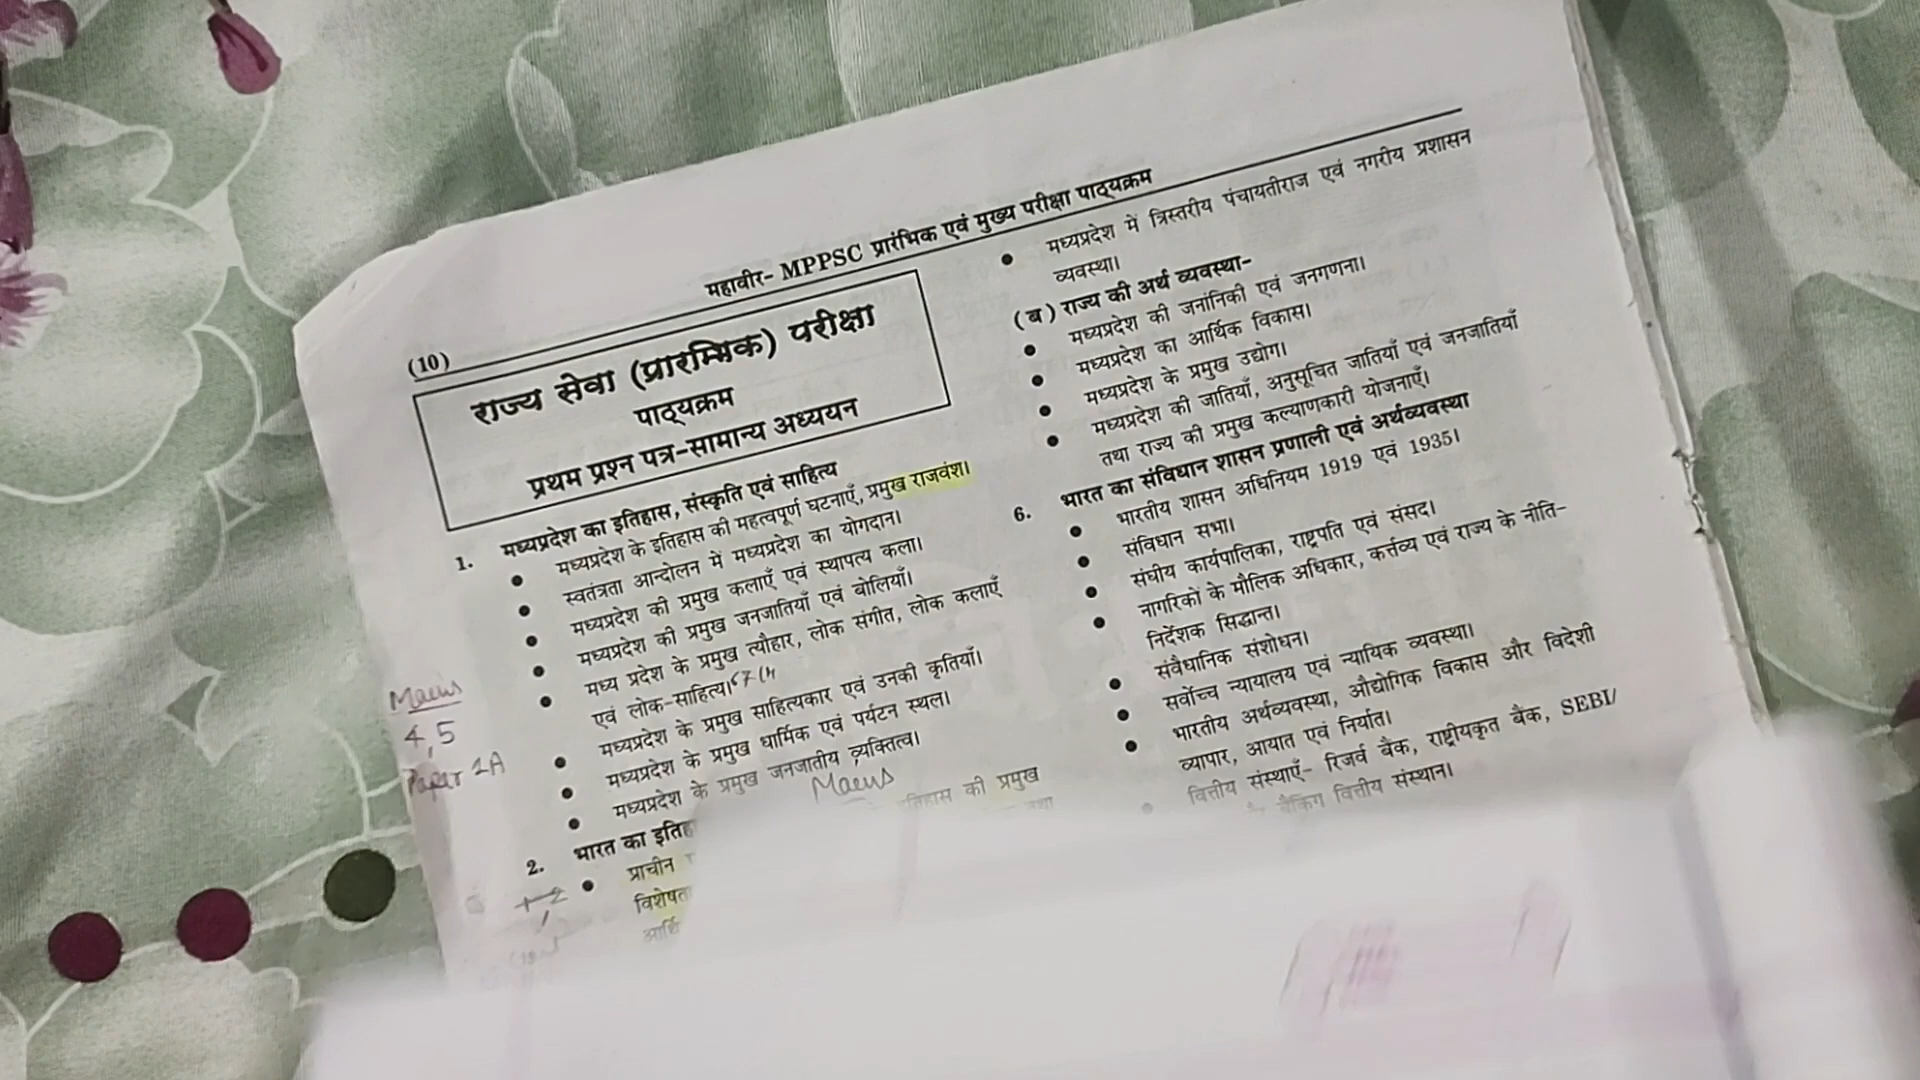 महावीर- MPPSC प्रारंभिक एवं मुख्य परीक्षा पाठ्यक्रम
(10)
राज्य सेवा (प्रारम्भिक) परीक्षा
पाठ्यक्रम
प्रथम प्रश्न पत्र-सामान्य अध्ययन
1. मध्यप्रदेश का इतिहास, संस्कृति एवं साहित्य
● मध्यप्रदेश के इतिहास की महत्वपूर्ण घटनाएँ, प्रमुख राजवंश।
● स्वतंत्रता आन्दोलन में मध्यप्रदेश का योगदान।
● मध्यप्रदेश की प्रमुख कलाएँ एवं स्थापत्य कला।
● मध्यप्रदेश की प्रमुख जनजातियाँ एवं बोलियाँ।
● मध्य प्रदेश के प्रमुख त्यौहार, लोक संगीत, लोक कलाएँ
एवं लोक-साहित्य।
● मध्यप्रदेश के प्रमुख साहित्यकार एवं उनकी कृतियाँ।
● मध्यप्रदेश के प्रमुख धार्मिक एवं पर्यटन स्थल।
● मध्यप्रदेश के प्रमुख जनजातीय व्यक्तित्व।
Mains
4, 5
Paper 1A
Mains
2. भारत का
की प्रमुख
● प्राचीन
तथा
● मध्यप्रदेश में त्रिस्तरीय पंचायतीराज एवं नगरीय प्रशासन
व्यवस्था।
(ब) राज्य की अर्थ व्यवस्था-
● मध्यप्रदेश की जनांनिकी एवं जनगणना।
● मध्यप्रदेश का आर्थिक विकास।
● मध्यप्रदेश के प्रमुख उद्योग।
● मध्यप्रदेश की जातियाँ, अनुसूचित जातियाँ एवं जनजातियाँ
तथा राज्य की प्रमुख कल्याणकारी योजनाएँ।
6. भारत का संविधान शासन प्रणाली एवं अर्थव्यवस्था
● भारतीय शासन अधिनियम 1919 एवं 1935।
● संविधान सभा।
● संघीय कार्यपालिका, राष्ट्रपति एवं संसद।
● नागरिकों के मौलिक अधिकार, कर्त्तव्य एवं राज्य के नीति-
निर्देशक सिद्धान्त।
● संवैधानिक संशोधन।
● सर्वोच्च न्यायालय एवं न्यायिक व्यवस्था।
● भारतीय अर्थव्यवस्था, औद्योगिक विकास और विदेशी
व्यापार, आयात एवं निर्यात।
● वित्तीय संस्थाएँ- रिजर्व बैंक, राष्ट्रीयकृत बैंक, SEBI/
बैंकिंग वित्तीय संस्थान।